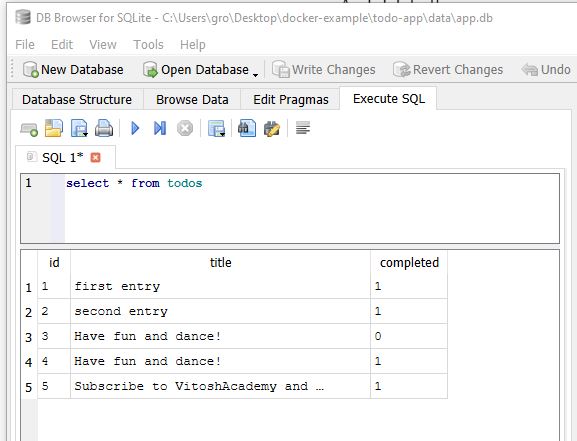 DB Browser for SQLite - C:\Users\gro\Desktop\docker-example\todo-app\data\app.db
File Edit View Tools Help
New Database Open Database Write Changes Revert Changes Undo
Database Structure Browse Data Edit Pragmas Execute SQL
SQL 1*
1 select * from todos
id title completed
1 1 first entry 1
2 2 second entry 1
3 3 Have fun and dance! 0
4 4 Have fun and dance! 1
5 5 Subscribe to VitoshAcademy and … 1